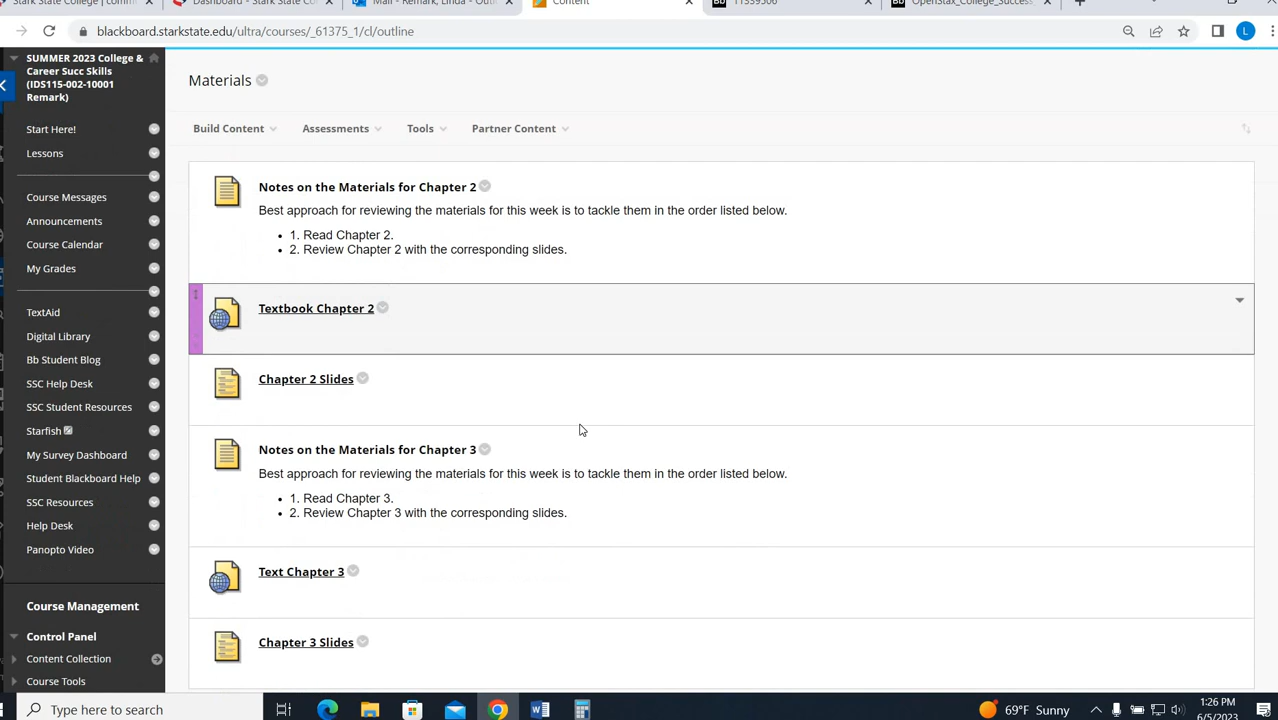 Stark State College | comm
Dashboard - Stark State Co
Mail - Remark, Linda - Outl
Content
11339506
Bb OpenStax_College_Success
blackboard.starkstate.edu/ultra/courses/_61375_1/cl/outline
L
SUMMER 2023 College &
Career Succ Skills
(IDS115-002-10001
Remark)
Start Here!
Lessons
Course Messages
Announcements
Course Calendar
My Grades
TextAid
Digital Library
Bb Student Blog
SSC Help Desk
SSC Student Resources
Starfish
My Survey Dashboard
Student Blackboard Help
SSC Resources
Help Desk
Panopto Video
Course Management
Control Panel
Content Collection
Course Tools
Materials
Build Content
Assessments
Tools
Partner Content
Notes on the Materials for Chapter 2
Best approach for reviewing the materials for this week is to tackle them in the order listed below.
• 1. Read Chapter 2.
• 2. Review Chapter 2 with the corresponding slides.
Textbook Chapter 2
Chapter 2 Slides
Notes on the Materials for Chapter 3
Best approach for reviewing the materials for this week is to tackle them in the order listed below.
• 1. Read Chapter 3.
• 2. Review Chapter 3 with the corresponding slides.
Text Chapter 3
Chapter 3 Slides
Type here to search
69°F Sunny
1:26 PM
6/5/2023